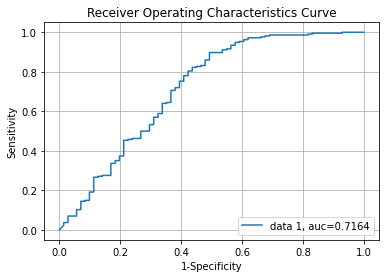 Receiver Operating Characteristics Curve
1.0
0.8
0.6
0.4
0.2
0.0
Sensitivity
data 1, auc=0.7164
0.0 0.2 0.4 0.6 0.8 1.0
1-Specificity